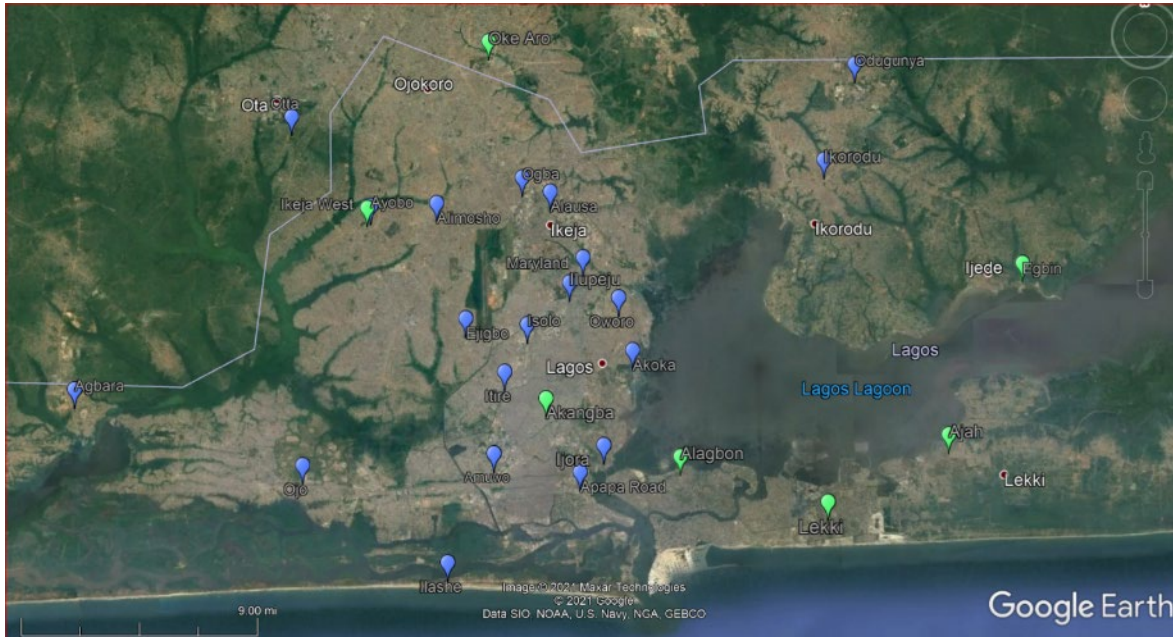 Oke Aro
Odugunya
Ojokoro
Ota
Otta
Ikorodu
Ogba
Ikeja West
Ayobo
Alimosho
Alausa
Ikeja
Ikorodu
Maryland
Ijede
Egbin
Ilupeju
Ejigbo
Isolo
Oworo
Lagos
Akoka
Lagos
Agbara
Itire
Lagos Lagoon
Akangba
Ajah
Ijora
Alagbon
Amuwo
Ojo
Apapa Road
Lekki
Lekki
Ilashe
Image © 2021 Maxar Technologies
© 2021 Google
Data SIO, NOAA, U.S. Navy, NGA, GEBCO
9.00 mi
Google Earth